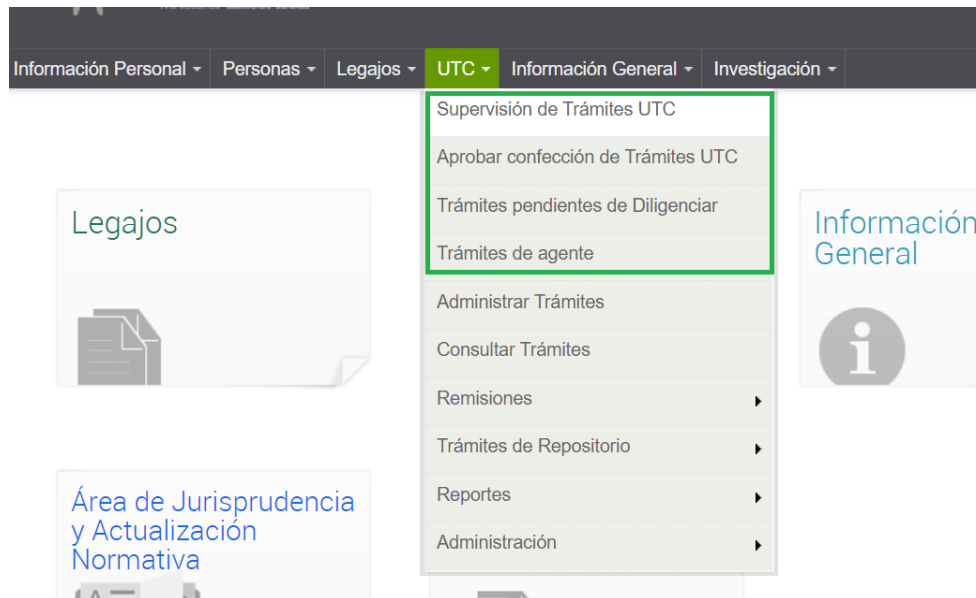 Información Personal
Personas
Legajos
UTC
Información General
Investigación
Supervisión de Trámites UTC
Aprobar confección de Trámites UTC
Trámites pendientes de Diligenciar
Trámites de agente
Administrar Trámites
Consultar Trámites
Remisiones
Trámites de Repositorio
Reportes
Administración
Legajos
Información
General
Área de Jurisprudencia
y Actualización
Normativa